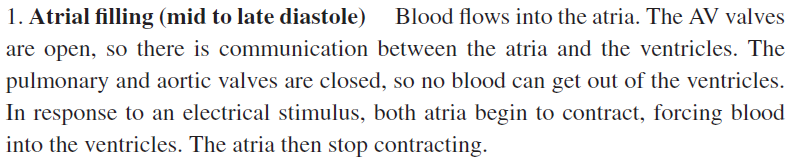 1. Atrial filling (mid to late diastole) Blood flows into the atria. The AV valves
are open, so there is communication between the atria and the ventricles. The
pulmonary and aortic valves are closed, so no blood can get out of the ventricles.
In response to an electrical stimulus, both atria begin to contract, forcing blood
into the ventricles. The atria then stop contracting.